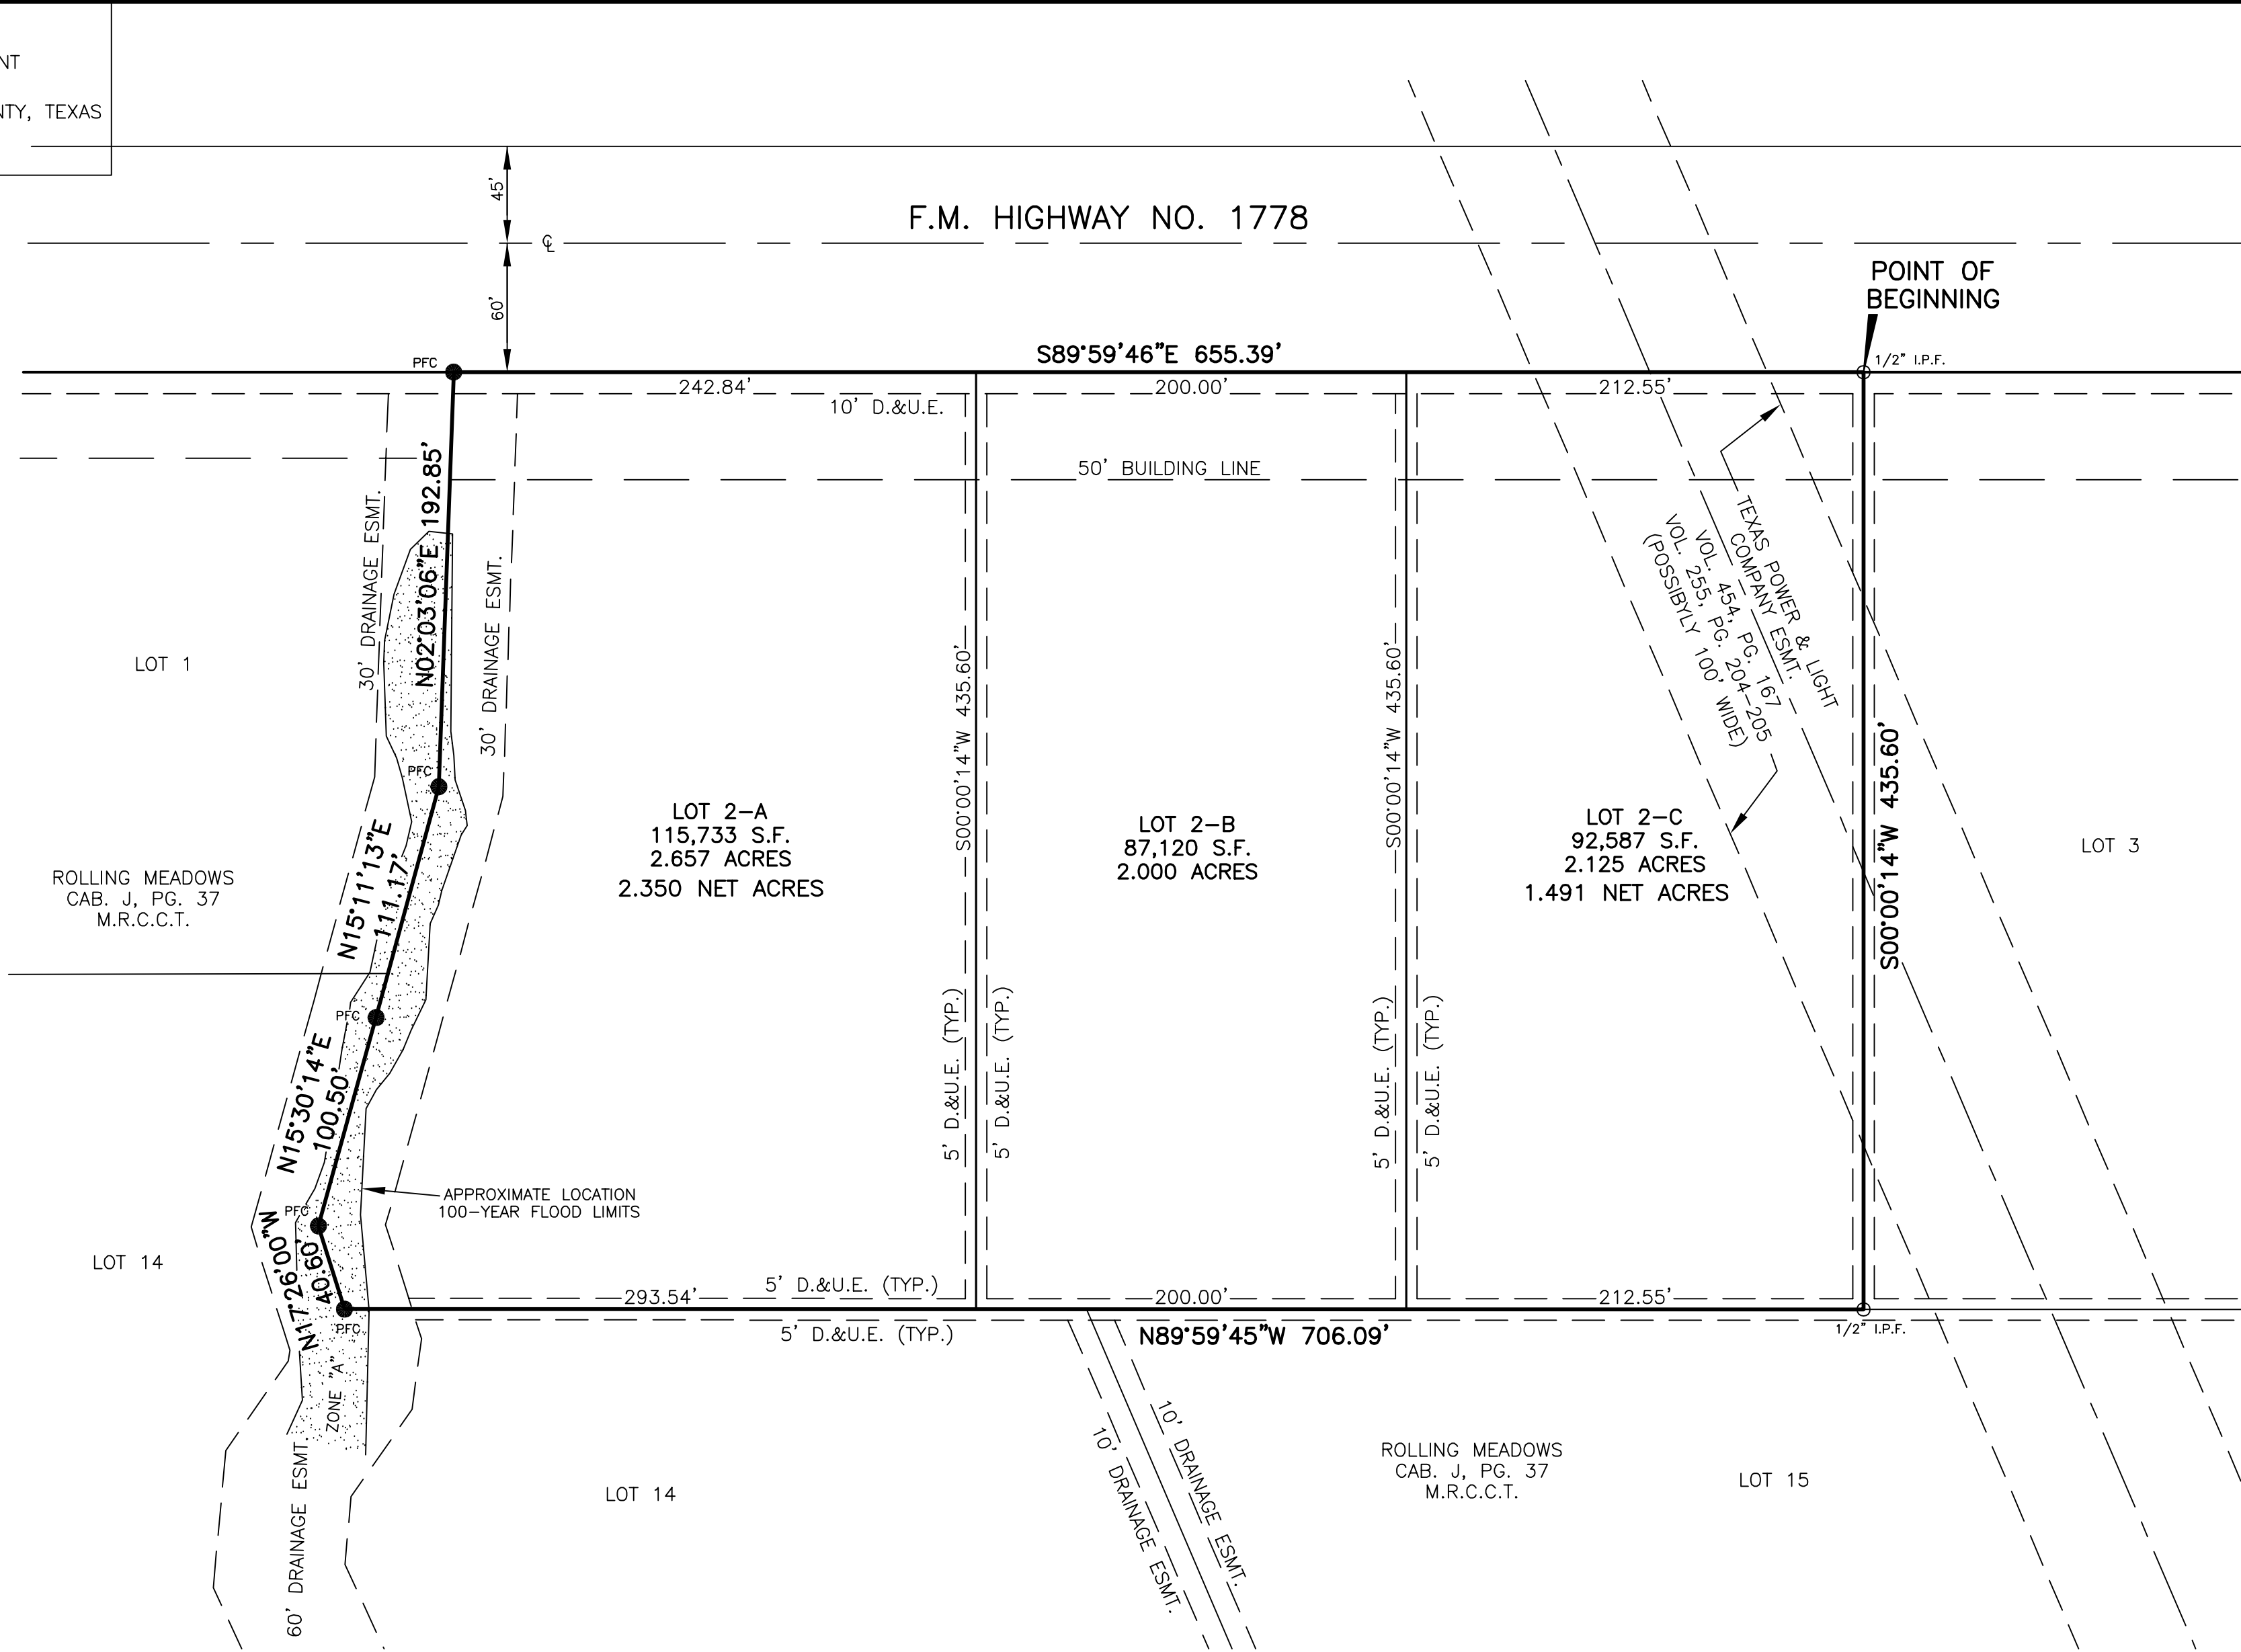 NT
NTY, TEXAS
45'
F.M. HIGHWAY NO. 1778
℄
60'
POINT OF
BEGINNING
PFC
S89°59'46"E 655.39'
1/2" I.P.F.
242.84'
200.00'
212.55'
10' D.&U.E.
50' BUILDING LINE
N02°03'06"E 192.85'
30' DRAINAGE ESMT.
30' DRAINAGE ESMT.
TEXAS POWER & LIGHT
COMPANY ESMT.
VOL. 454, PG. 167
VOL. 255, PG. 204-205
(POSSIBYLY 100' WIDE)
LOT 1
S00°00'14"W 435.60'
S00°00'14"W 435.60'
S00°00'14"W 435.60'
PFC
LOT 2-A
115,733 S.F.
2.657 ACRES
2.350 NET ACRES
LOT 2-B
87,120 S.F.
2.000 ACRES
LOT 2-C
92,587 S.F.
2.125 ACRES
1.491 NET ACRES
LOT 3
ROLLING MEADOWS
CAB. J, PG. 37
M.R.C.C.T.
N15°11'13"E
111.17'
PFC
5' D.&U.E. (TYP.)
5' D.&U.E. (TYP.)
5' D.&U.E. (TYP.)
5' D.&U.E. (TYP.)
N15°30'14"E
100.50'
APPROXIMATE LOCATION
100-YEAR FLOOD LIMITS
PFC
LOT 14
N17°26'00"W
40.60'
5' D.&U.E. (TYP.)
293.54'
200.00'
212.55'
PFC
5' D.&U.E. (TYP.)
N89°59'45"W 706.09'
1/2" I.P.F.
ZONE "A"
60' DRAINAGE ESMT.
10' DRAINAGE ESMT.
10' DRAINAGE ESMT.
ROLLING MEADOWS
CAB. J, PG. 37
M.R.C.C.T.
LOT 15
LOT 14